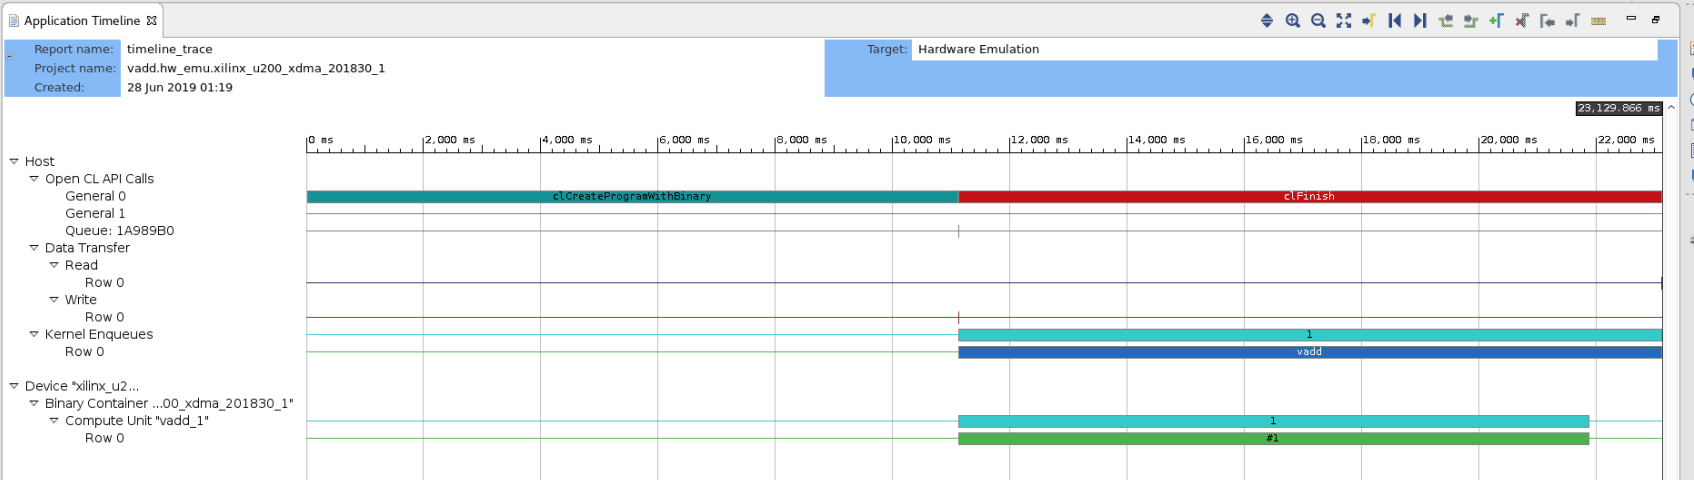 Application Timeline
Report name: timeline_trace
Target: Hardware Emulation
Project name: vadd.hw_emu.xilinx_u200_xdma_201830_1
Created: 28 Jun 2019 01:19
23,129.866 ms
0 ms 2,000 ms 4,000 ms 6,000 ms 8,000 ms 10,000 ms 12,000 ms 14,000 ms 16,000 ms 18,000 ms 20,000 ms 22,000 ms
Host
Open CL API Calls
General 0 clCreateProgramWithBinary clFinish
General 1
Queue: 1A989B0
Data Transfer
Read
Row 0
Write
Row 0
Kernel Enqueues 1
Row 0 vadd
Device "xilinx_u2...
Binary Container ...00_xdma_201830_1"
Compute Unit "vadd_1" 1
Row 0 #1